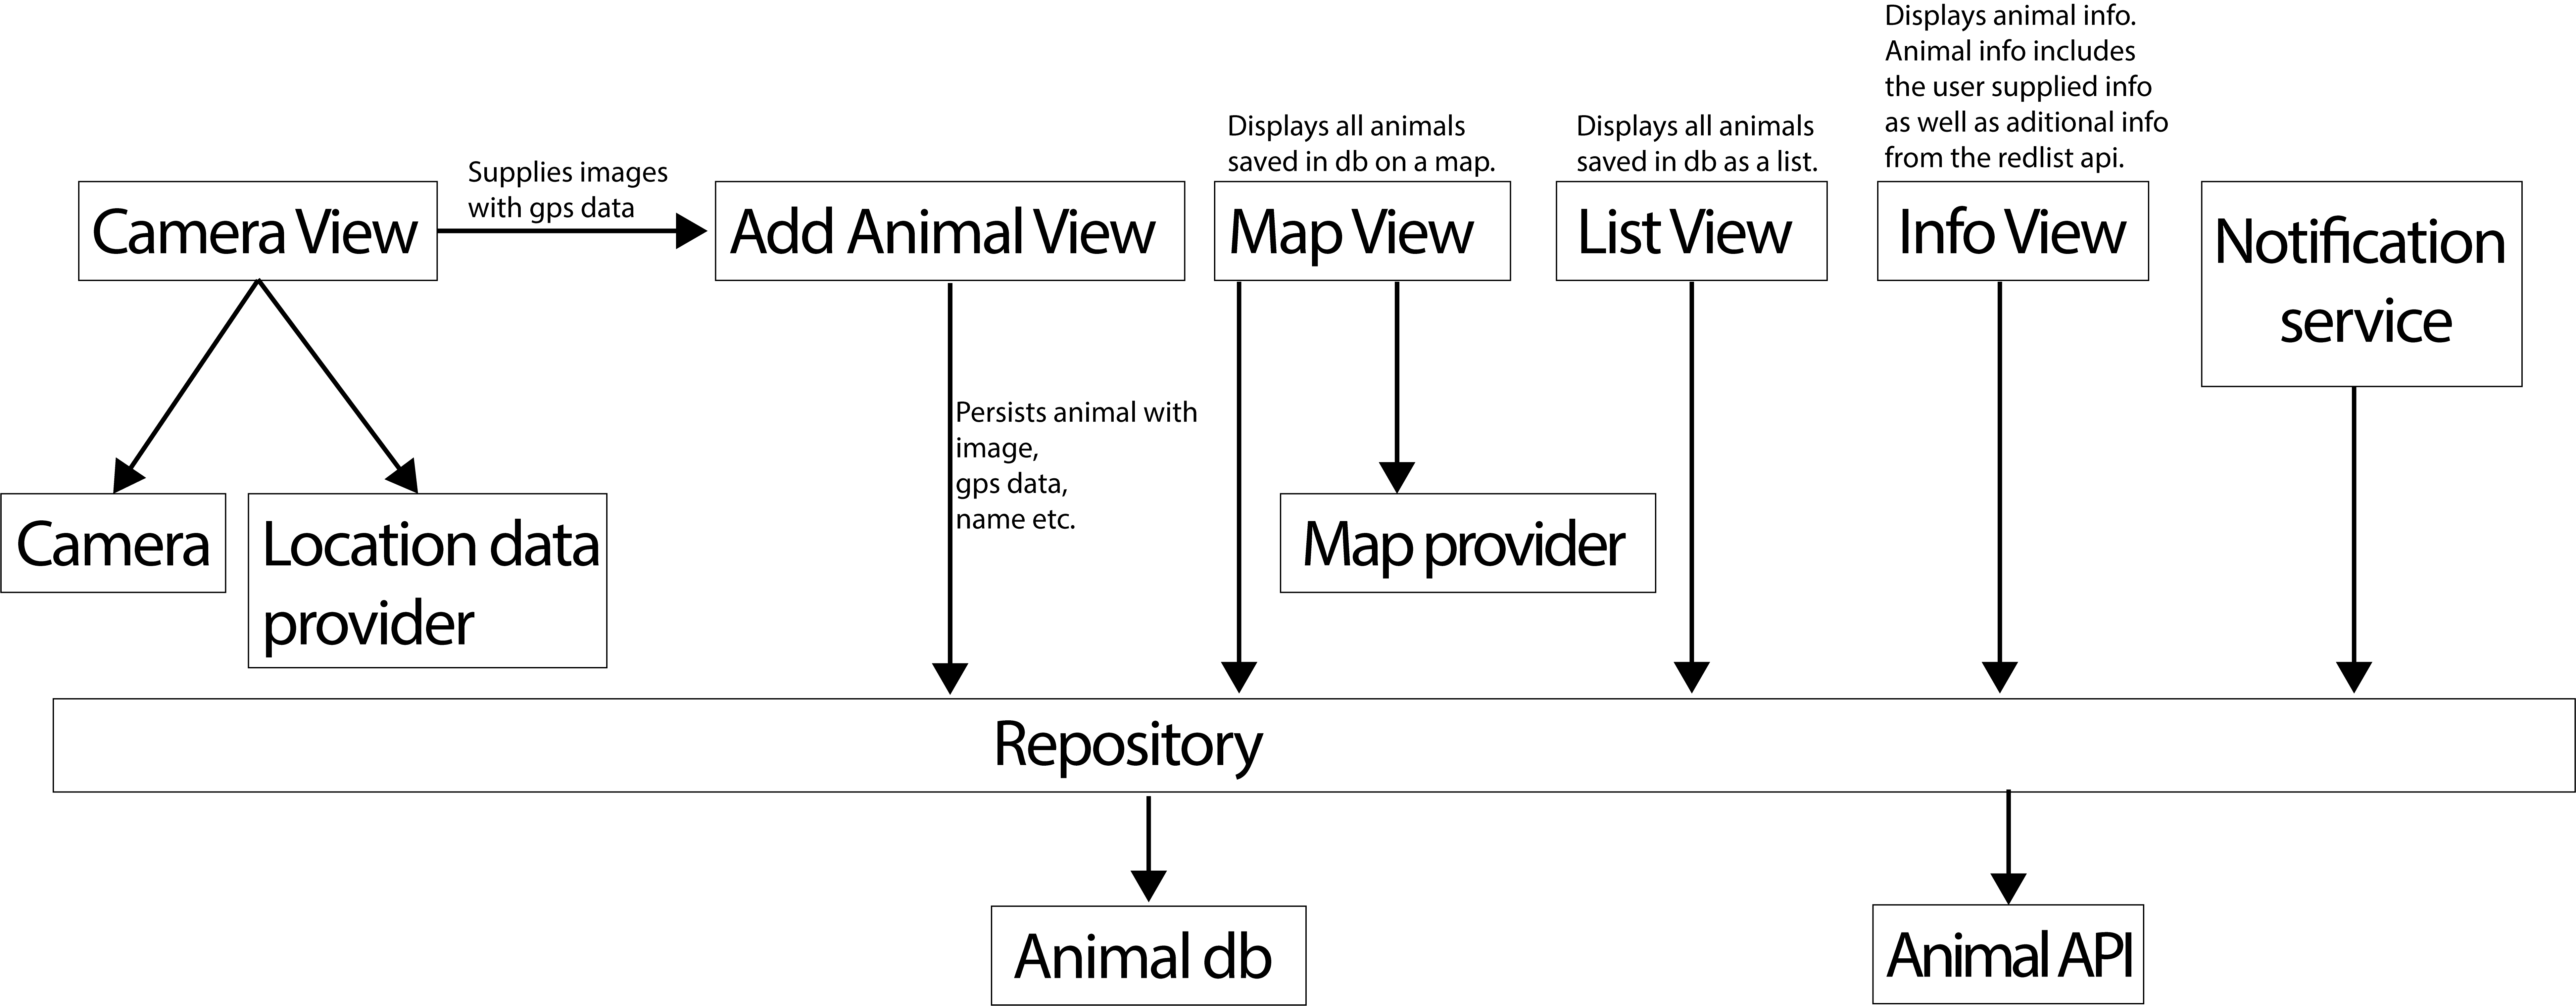 Displays animal info.
Animal info includes
the user supplied info
as well as aditional info
from the redlist api.
Displays all animals
saved in db on a map.
Displays all animals
saved in db as a list.
Supplies images
with gps data
Camera View
Add Animal View
Map View
List View
Info View
Notification
service
Persists animal with
image,
gps data,
name etc.
Camera
Location data
provider
Map provider
Repository
Animal db
Animal API